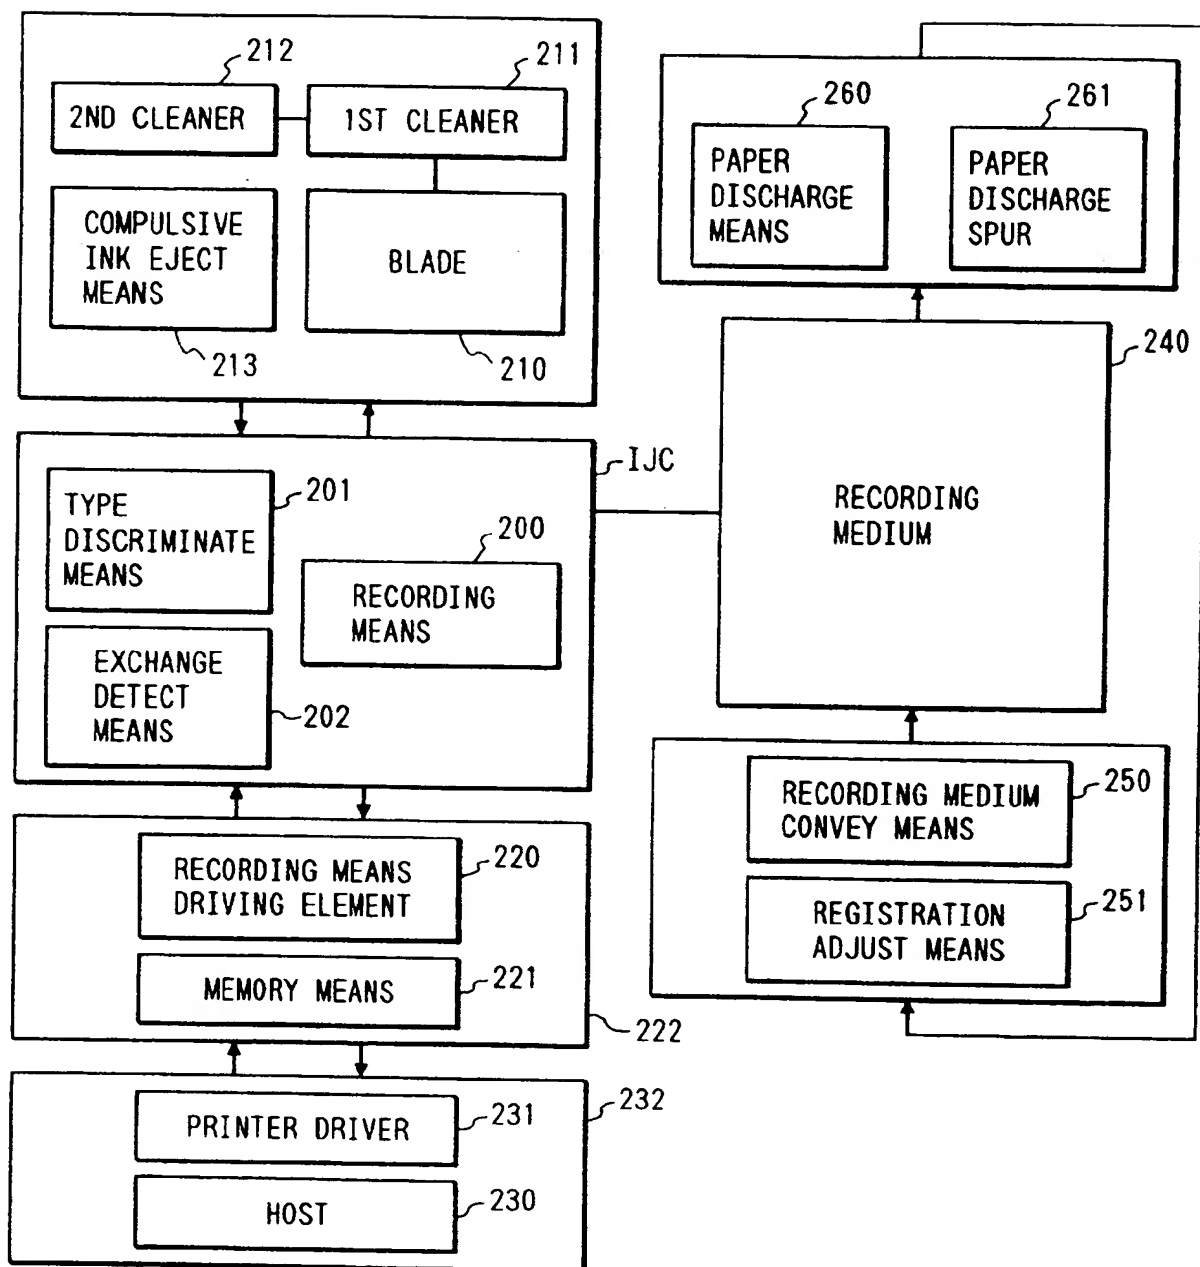 212
211
2ND CLEANER
1ST CLEANER
COMPULSIVE
INK EJECT
MEANS
BLADE
213
210
260
261
PAPER
DISCHARGE
MEANS
PAPER
DISCHARGE
SPUR
240
RECORDING
MEDIUM
IJC
201
TYPE
DISCRIMINATE
MEANS
200
RECORDING
MEANS
EXCHANGE
DETECT
MEANS
202
RECORDING MEDIUM
CONVEY MEANS
250
REGISTRATION
ADJUST MEANS
251
RECORDING MEANS
DRIVING ELEMENT
220
MEMORY MEANS
221
222
PRINTER DRIVER
231
232
HOST
230